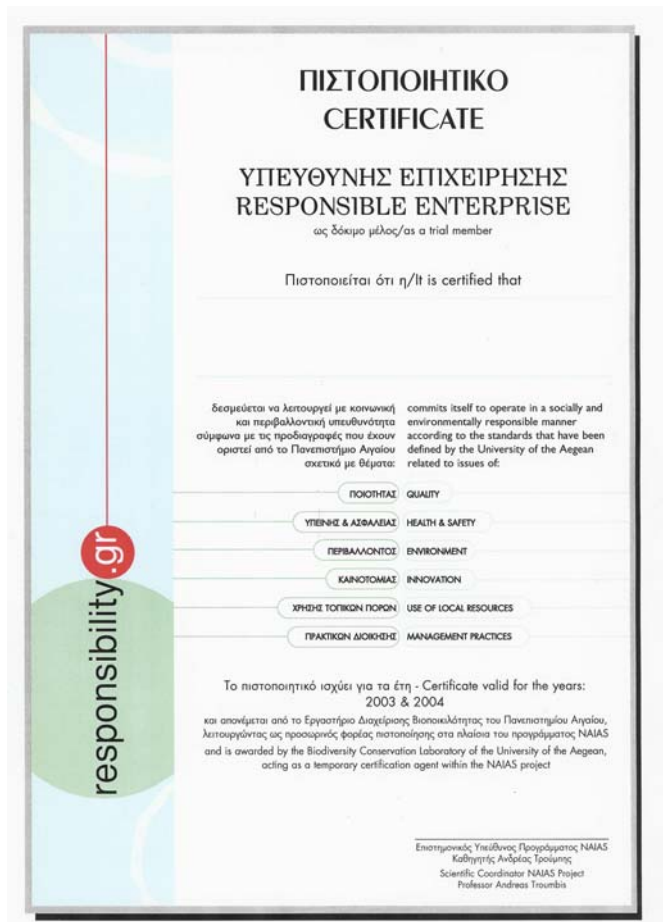 ΠΙΣΤΟΠΟΙΗΤΙΚΟ
CERTIFICATE
ΥΠΕΥΘΥΝΗΣ ΕΠΙΧΕΙΡΗΣΗΣ
RESPONSIBLE ENTERPRISE
ως δόκιμο μέλος/as a trial member
Πιστοποιείται ότι η/It is certified that
δεσμεύεται να λειτουργεί με κοινωνική
και περιβαλλοντική υπευθυνότητα
σύμφωνα με τις προδιαγραφές που έχουν
οριστεί από το Πανεπιστήμιο Αιγαίου
σχετικά με θέματα:
commits itself to operate in a socially and
environmentally responsible manner
according to the standards that have been
defined by the University of the Aegean
related to issues of:
ΠΟΙΟΤΗΤΑΣ QUALITY
ΥΓΙΕΙΝΗΣ & ΑΣΦΑΛΕΙΑΣ HEALTH & SAFETY
ΠΕΡΙΒΑΛΛΟΝΤΟΣ ENVIRONMENT
ΚΑΙΝΟΤΟΜΙΑΣ INNOVATION
ΧΡΗΣΗΣ ΤΟΠΙΚΩΝ ΠΟΡΩΝ USE OF LOCAL RESOURCES
ΠΡΑΚΤΙΚΩΝ ΔΙΟΙΚΗΣΗΣ MANAGEMENT PRACTICES
Το πιστοποιητικό ισχύει για τα έτη - Certificate valid for the years:
2003 & 2004
και απονέμεται από το Εργαστήριο Διαχείρισης Βιοποικιλότητας του Πανεπιστημίου Αιγαίου,
λειτουργώντας ως προσωρινός φορέας πιστοποίησης στα πλαίσια του προγράμματος NAIAS
and is awarded by the Biodiversity Conservation Laboratory of the University of the Aegean,
acting as a temporary certification agent within the NAIAS project
Επιστημονικός Υπεύθυνος Προγράμματος NAIAS
Καθηγητής Ανδρέας Τρούμπης
Scientific Coordinator NAIAS Project
Professor Andreas Troumbis
responsibility.gr